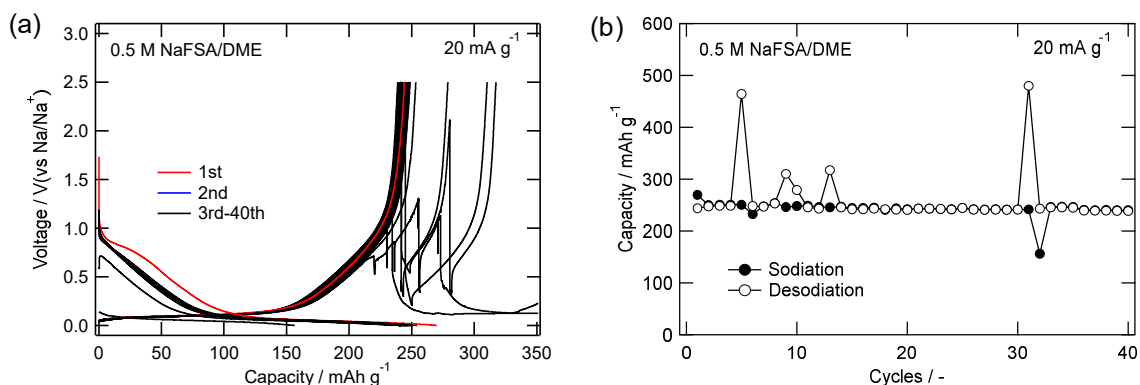 (a)
0.5 M NaFSA/DME
20 mA g⁻¹
3.0
2.5
2.0
1.5
1.0
0.5
0.0
Voltage / V(vs Na/Na⁺)
1st
2nd
3rd-40th
0
50
100
150
200
250
300
350
Capacity / mAh g⁻¹
(b)
0.5 M NaFSA/DME
20 mA g⁻¹
600
500
400
300
200
100
0
Capacity / mAh g⁻¹
Sodiation
Desodiation
0
10
20
30
40
Cycles / -